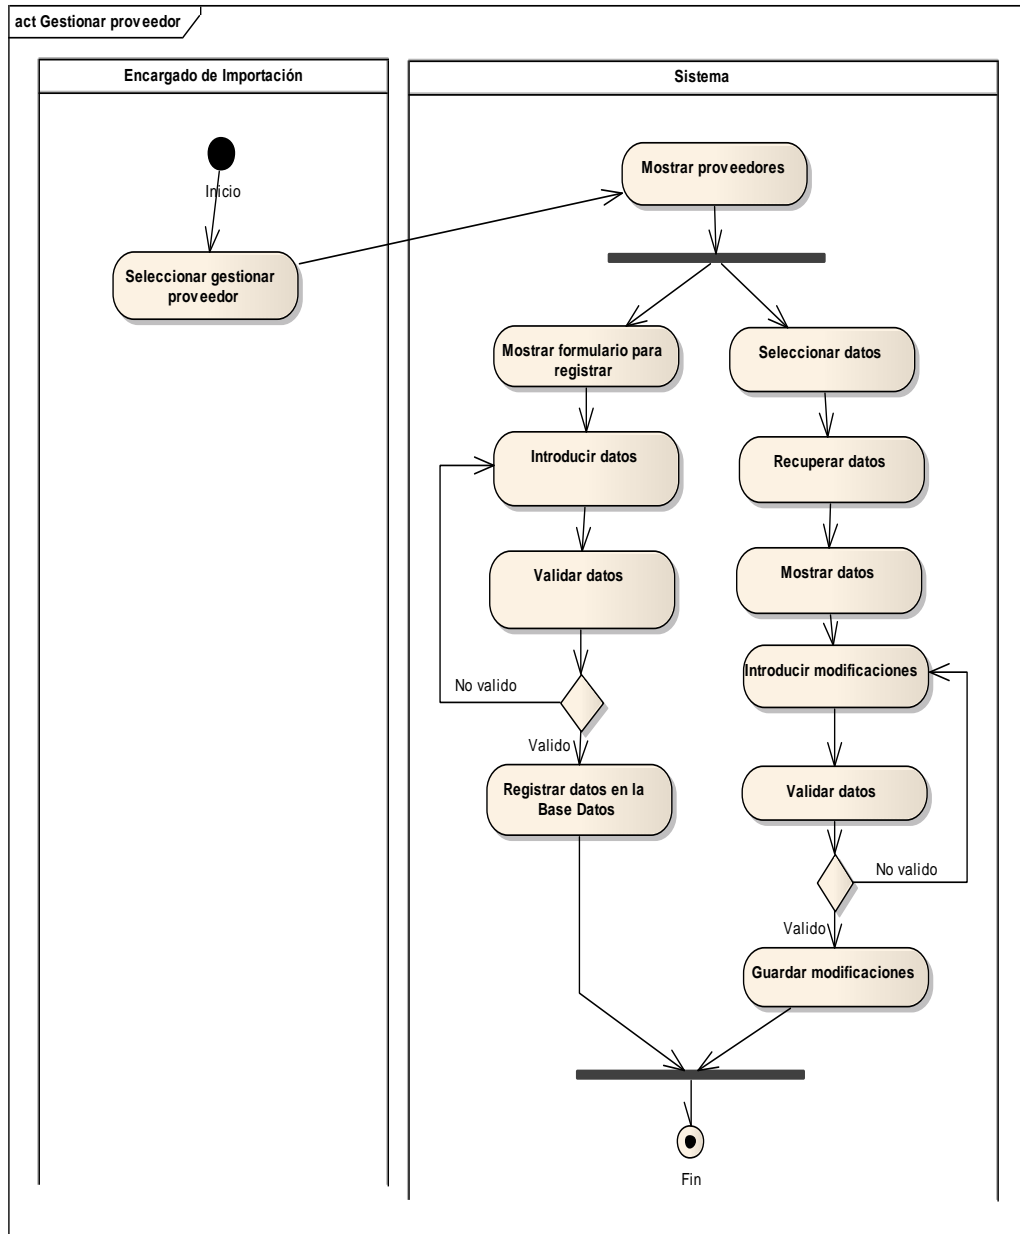 act Gestionar proveedor
Encargado de Importación
Sistema
Inicio
Seleccionar gestionar
proveedor
Mostrar proveedores
Mostrar formulario para
registrar
Seleccionar datos
Introducir datos
Recuperar datos
Validar datos
Mostrar datos
Introducir modificaciones
No valido
Valido
Registrar datos en la
Base Datos
Validar datos
No valido
Valido
Guardar modificaciones
Fin